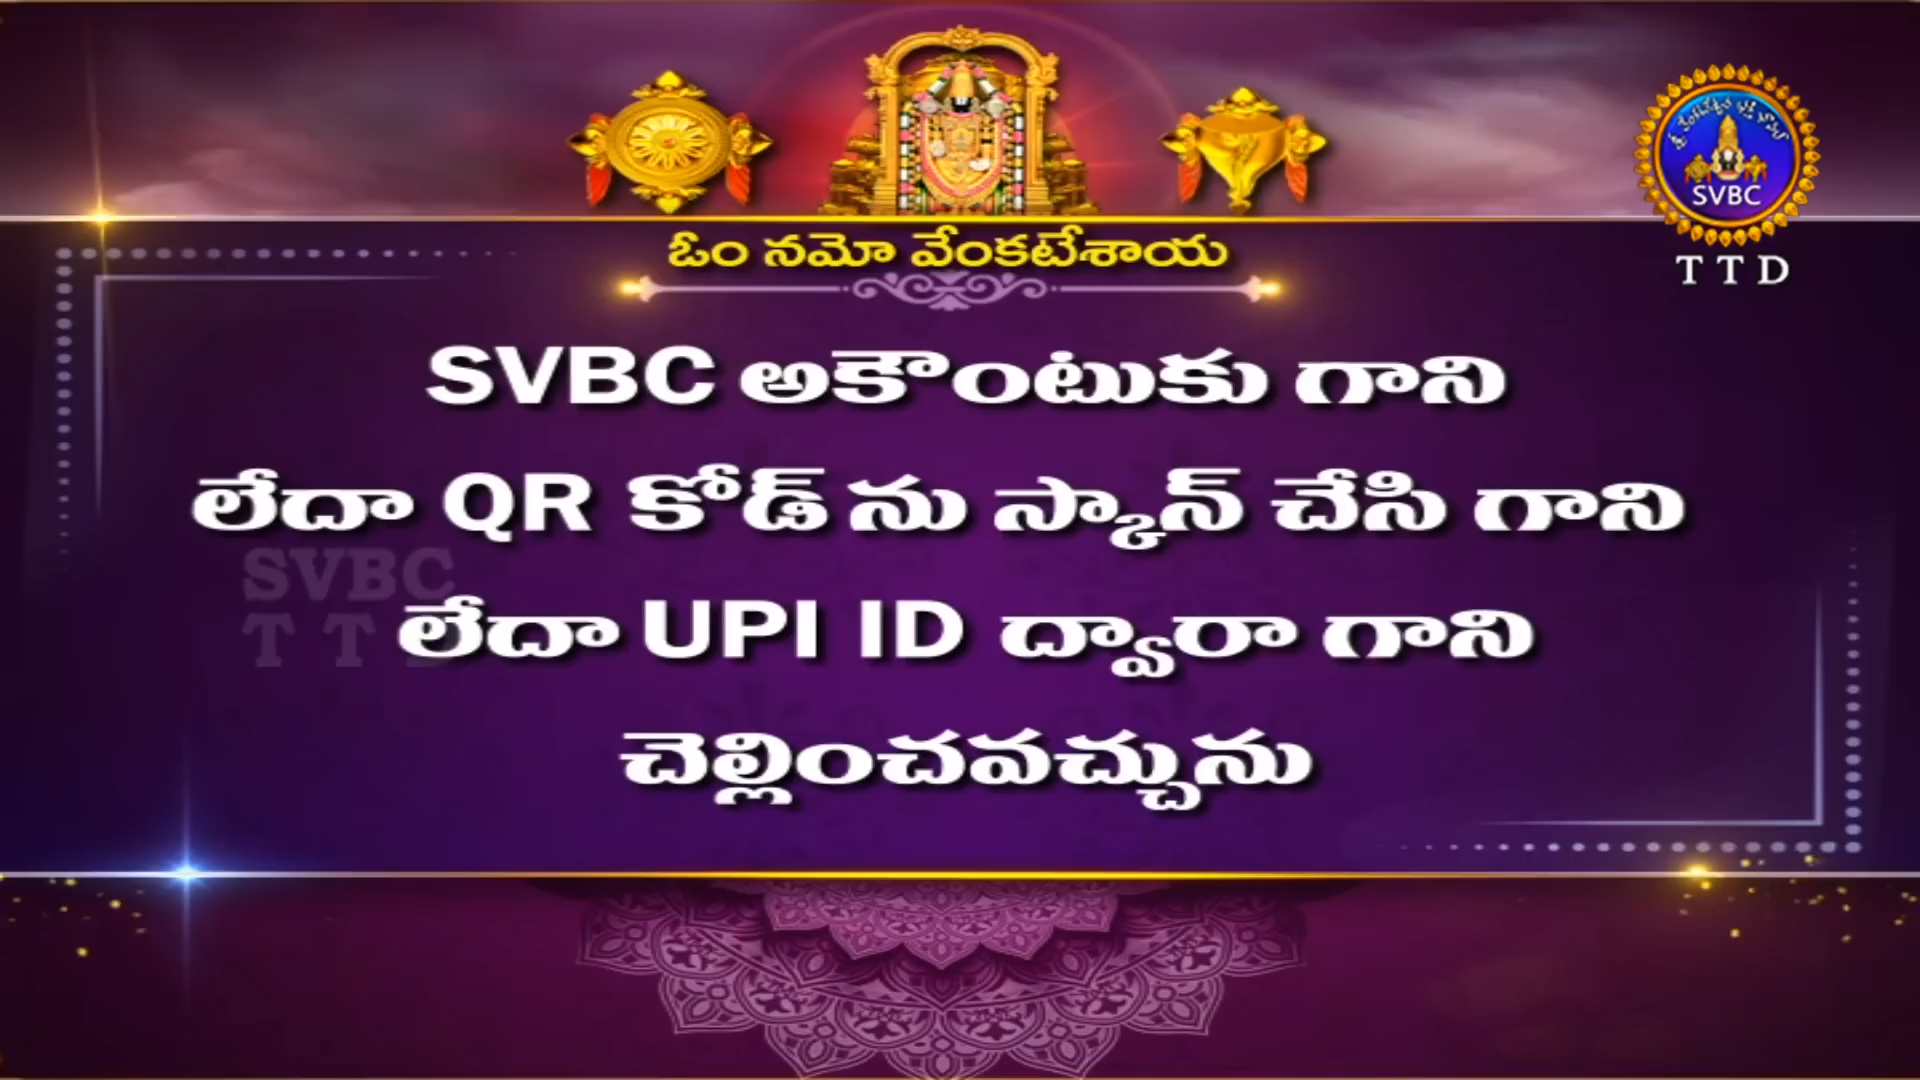 ఓం నమో వేంకటేశాయ
SVBC
TTD
SVBC అకౌంటుకు గాని
లేదా QR కోడ్ ను స్కాన్ చేసి గాని
లేదా UPI ID ద్వారా గాని
చెల్లించవచ్చును
SVBC
TTD